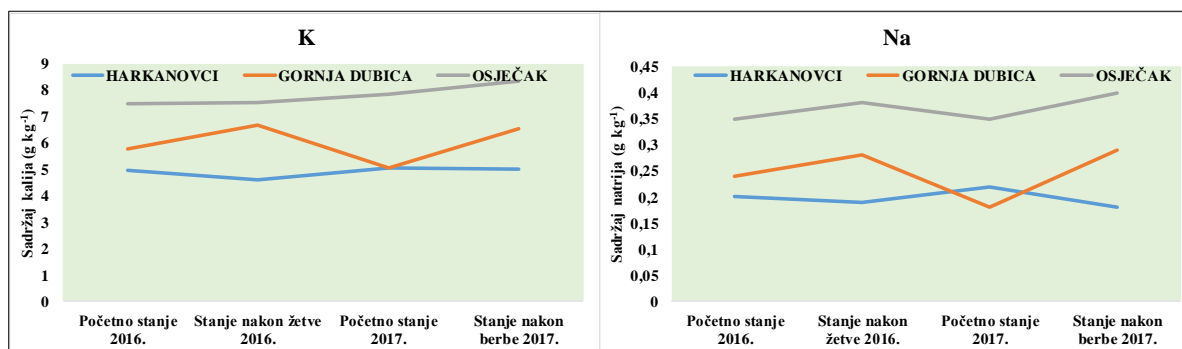 K
HARKANOVCI GORNJA DUBICA OSJEČAK
Sadržaj kalija (g kg-1)
9
8
7
6
5
4
3
2
1
0
Početno stanje
2016.
Stanje nakon žetve
2016.
Početno stanje
2017.
Stanje nakon
berbe 2017.
Na
HARKANOVCI GORNJA DUBICA OSJEČAK
Sadržaj natrija (g kg-1)
0,45
0,4
0,35
0,3
0,25
0,2
0,15
0,1
0,05
0
Početno stanje
2016.
Stanje nakon
žetve 2016.
Početno stanje
2017.
Stanje nakon
berbe 2017.